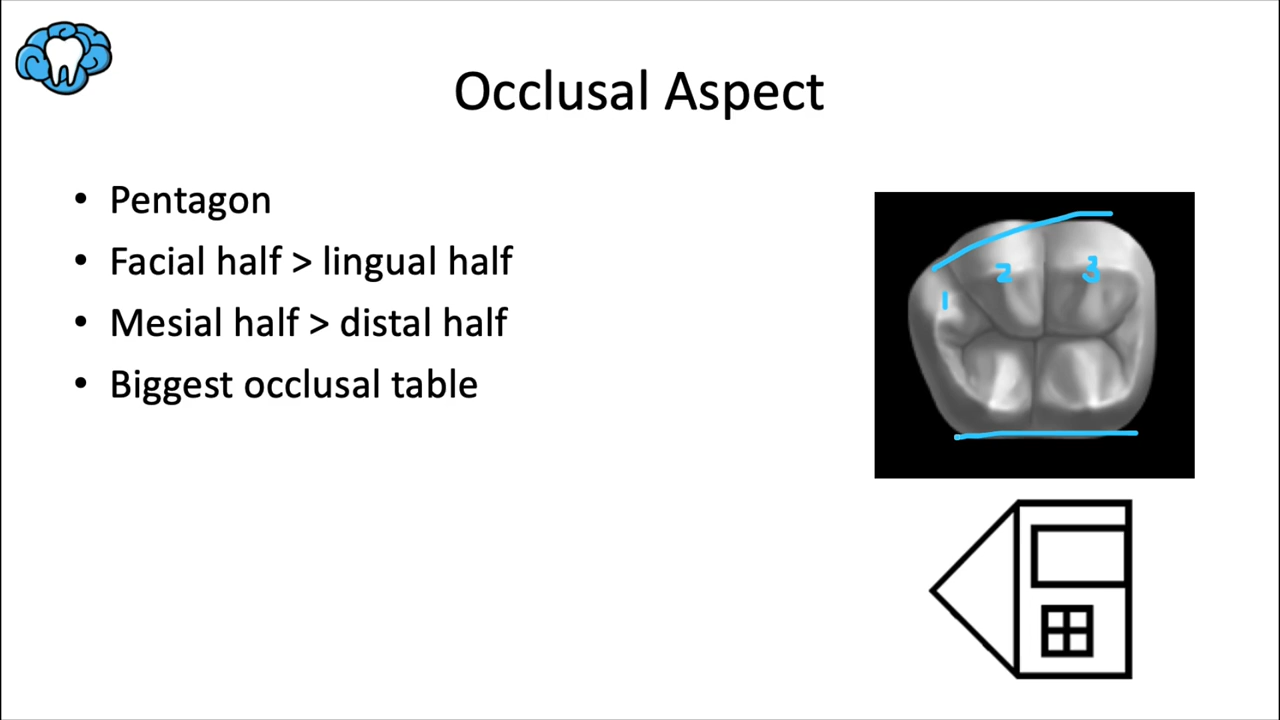 Occlusal Aspect
• Pentagon
• Facial half > lingual half
• Mesial half > distal half
• Biggest occlusal table
1 2 3